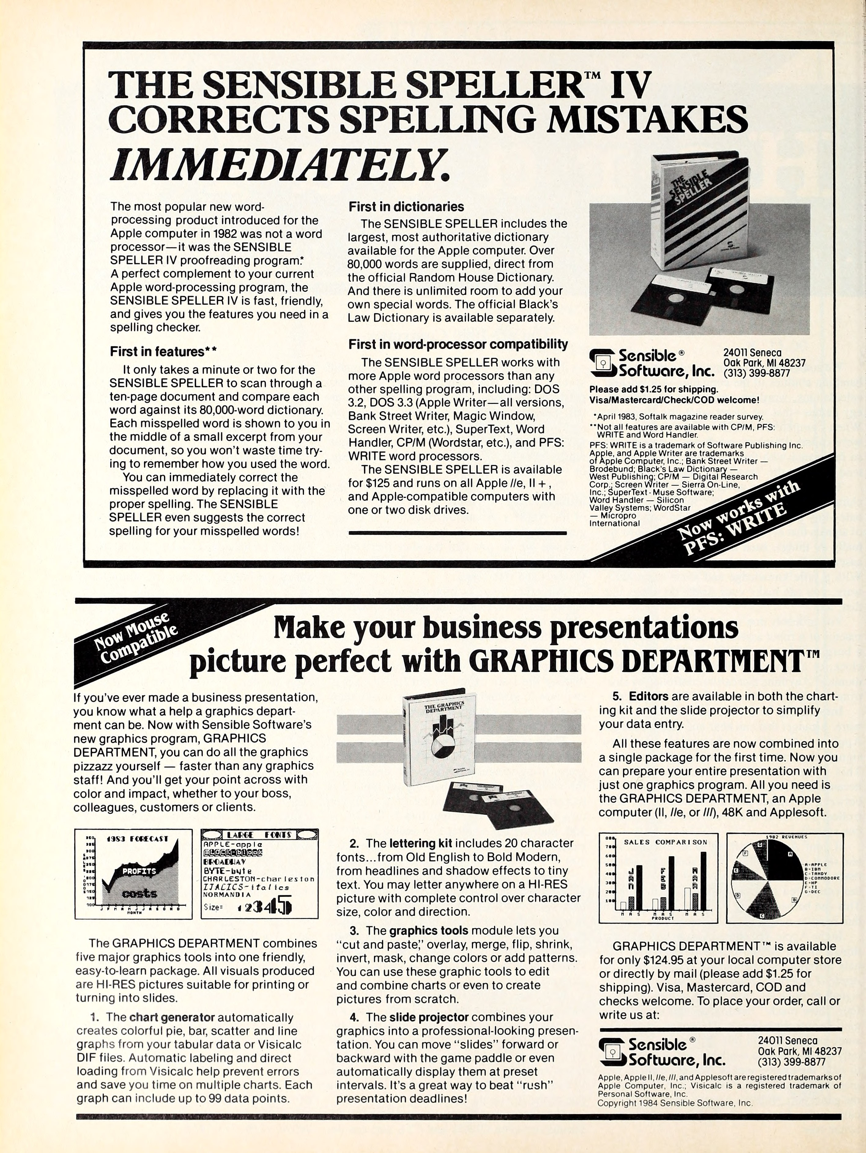 THE SENSIBLE SPELLER™ IV
CORRECTS SPELLING MISTAKES
IMMEDIATELY.
The most popular new word-
processing product introduced for the
Apple computer in 1982 was not a word
processor—it was the SENSIBLE
SPELLER IV proofreading program.*
A perfect complement to your current
Apple word-processing program, the
SENSIBLE SPELLER IV is fast, friendly,
and gives you the features you need in a
spelling checker.
First in features**
It only takes a minute or two for the
SENSIBLE SPELLER to scan through a
ten-page document and compare each
word against its 80,000-word dictionary.
Each misspelled word is shown to you in
the middle of a small excerpt from your
document, so you won't waste time try-
ing to remember how you used the word.
You can immediately correct the
misspelled word by replacing it with the
proper spelling. The SENSIBLE
SPELLER even suggests the correct
spelling for your misspelled words!
First in dictionaries
The SENSIBLE SPELLER includes the
largest, most authoritative dictionary
available for the Apple computer. Over
80,000 words are supplied, direct from
the official Random House Dictionary.
And there is unlimited room to add your
own special words. The official Black's
Law Dictionary is available separately.
First in word-processor compatibility
The SENSIBLE SPELLER works with
more Apple word processors than any
other spelling program, including: DOS
3.2, DOS 3.3 (Apple Writer—all versions,
Bank Street Writer, Magic Window,
Screen Writer, etc.), SuperText, Word
Handler, CP/M (Wordstar, etc.), and PFS:
WRITE word processors.
The SENSIBLE SPELLER is available
for $125 and runs on all Apple //e, II + ,
and Apple-compatible computers with
one or two disk drives.
THE
SENSIBLE
SPELLER
Sensible®
Software, Inc.
24011 Seneca
Oak Park, MI 48237
(313) 399-8877
Please add $1.25 for shipping.
Visa/Mastercard/Check/COD welcome!
*April 1983, Softalk magazine reader survey.
**Not all features are available with CP/M, PFS:
WRITE and Word Handler.
PFS: WRITE is a trademark of Software Publishing Inc.
Apple, and Apple Writer are trademarks
of Apple Computer, Inc.; Bank Street Writer —
Brodebund; Black's Law Dictionary —
West Publishing; CP/M — Digital Research
Corp.; Screen Writer — Sierra On-Line,
Inc.; SuperText - Muse Software;
Word Handler — Silicon
Valley Systems; WordStar
— Micropro
International
Now works with
PFS: WRITE
Now Mouse
Compatible
Make your business presentations
picture perfect with GRAPHICS DEPARTMENT™
If you've ever made a business presentation,
you know what a help a graphics depart-
ment can be. Now with Sensible Software's
new graphics program, GRAPHICS
DEPARTMENT, you can do all the graphics
pizzazz yourself — faster than any graphics
staff! And you'll get your point across with
color and impact, whether to your boss,
colleagues, customers or clients.
1983 FORECAST
PROFITS
costs
MONTH
LARGE FONTS
APPLE-apple
BROADWAY
BYTE-byte
CHARLESTON-charleston
ITALICS-italics
NORMANDIA
Size= 12345
The GRAPHICS DEPARTMENT combines
five major graphics tools into one friendly,
easy-to-learn package. All visuals produced
are HI-RES pictures suitable for printing or
turning into slides.
1. The chart generator automatically
creates colorful pie, bar, scatter and line
graphs from your tabular data or Visicalc
DIF files. Automatic labeling and direct
loading from Visicalc help prevent errors
and save you time on multiple charts. Each
graph can include up to 99 data points.
THE GRAPHICS
DEPARTMENT
2. The lettering kit includes 20 character
fonts...from Old English to Bold Modern,
from headlines and shadow effects to tiny
text. You may letter anywhere on a HI-RES
picture with complete control over character
size, color and direction.
3. The graphics tools module lets you
"cut and paste," overlay, merge, flip, shrink,
invert, mask, change colors or add patterns.
You can use these graphic tools to edit
and combine charts or even to create
pictures from scratch.
4. The slide projector combines your
graphics into a professional-looking presen-
tation. You can move "slides" forward or
backward with the game paddle or even
automatically display them at preset
intervals. It's a great way to beat "rush"
presentation deadlines!
5. Editors are available in both the chart-
ing kit and the slide projector to simplify
your data entry.
All these features are now combined into
a single package for the first time. Now you
can prepare your entire presentation with
just one graphics program. All you need is
the GRAPHICS DEPARTMENT, an Apple
computer (II, //e, or ///), 48K and Applesoft.
SALES COMPARISON
JAN
FEB
MAR
M A S M A S M A S
PRODUCT
1982 REVENUES
A-APPLE
B-IBM
C-TANDY
D-COMMODORE
E-HP
F-TI
G-DEC
GRAPHICS DEPARTMENT™ is available
for only $124.95 at your local computer store
or directly by mail (please add $1.25 for
shipping). Visa, Mastercard, COD and
checks welcome. To place your order, call or
write us at:
Sensible®
Software, Inc.
24011 Seneca
Oak Park, MI 48237
(313) 399-8877
Apple, Apple II, //e, ///, and Applesoft are registered trademarks of
Apple Computer, Inc.; Visicalc is a registered trademark of
Personal Software, Inc.
Copyright 1984 Sensible Software, Inc.